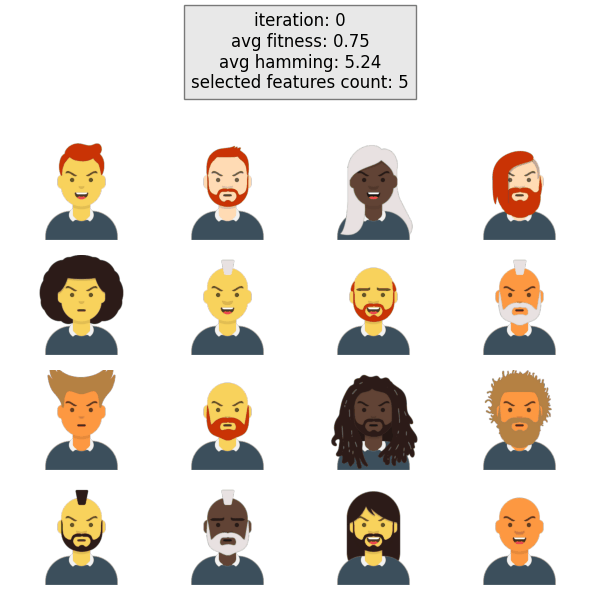 iteration: 0
avg fitness: 0.75
avg hamming: 5.24
selected features count: 5